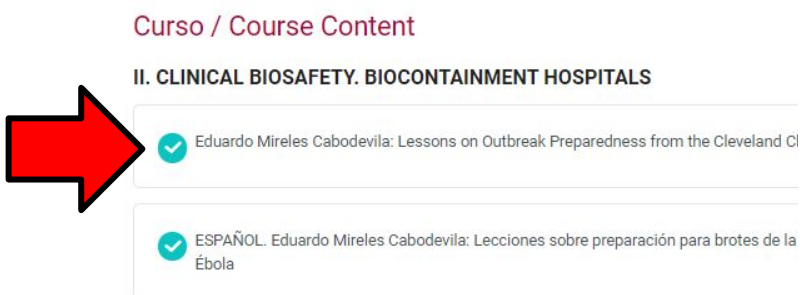 Curso / Course Content
II. CLINICAL BIOSAFETY. BIOCONTAINMENT HOSPITALS
Eduardo Mireles Cabodevila: Lessons on Outbreak Preparedness from the Cleveland
ESPAÑOL. Eduardo Mireles Cabodevila: Lecciones sobre preparación para brotes de la
Ébola